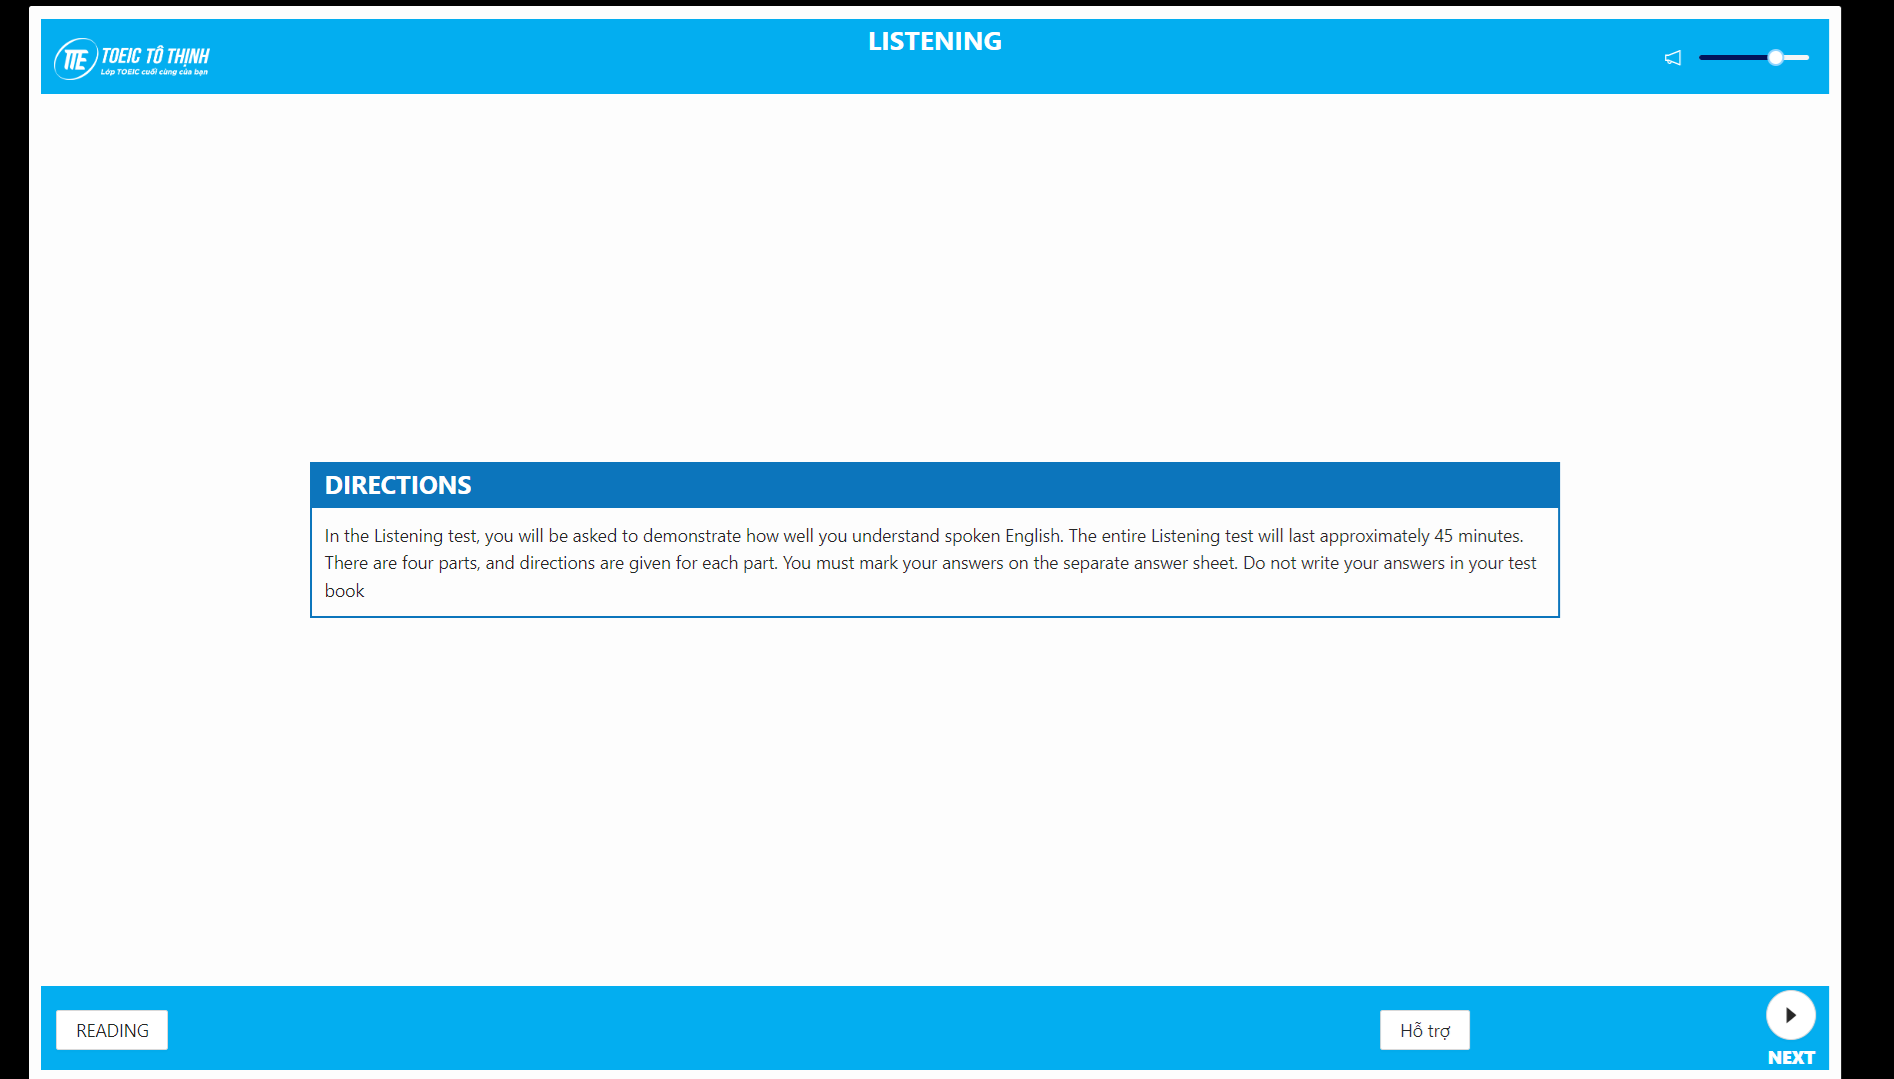 LISTENING
TOEIC TÔ THỊNH
Lớp TOEIC cuối cùng của bạn
DIRECTIONS
In the Listening test, you will be asked to demonstrate how well you understand spoken English. The entire Listening test will last approximately 45 minutes.
There are four parts, and directions are given for each part. You must mark your answers on the separate answer sheet. Do not write your answers in your test
book
READING
Hỗ trợ
NEXT